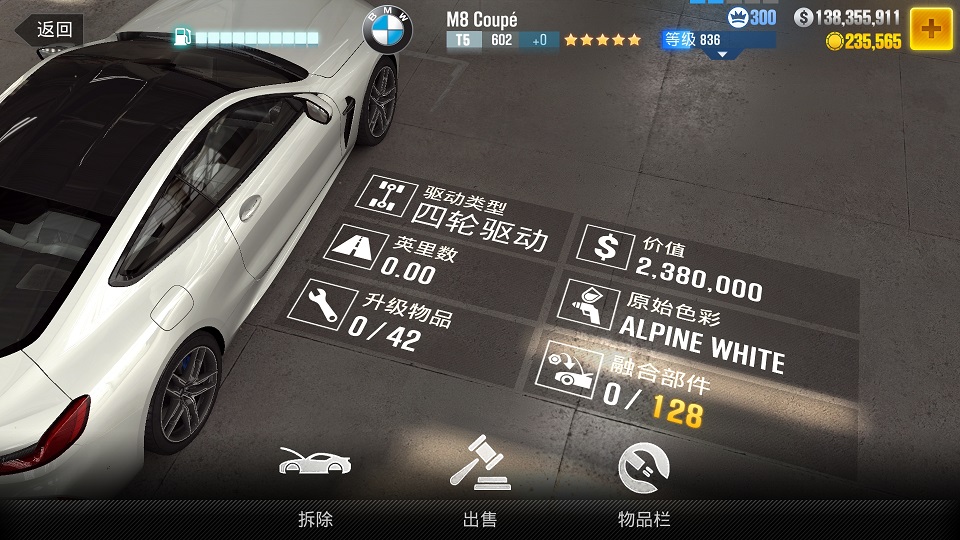 返回
BMW
M8 Coupé
T5 602 +0
等级 836
300
138,355,911
235,565
驱动类型
四轮驱动
英里数
0.00
升级物品
0/42
价值
2,380,000
原始色彩
ALPINE WHITE
融合部件
0/128
拆除
出售
物品栏